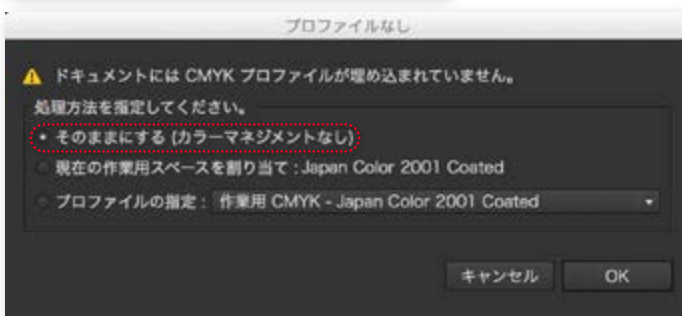 プロファイルなし
ドキュメントには CMYK プロファイルが埋め込まれていません。
処理方法を指定してください。
そのままにする (カラーマネジメントなし)
現在の作業用スペースを割り当て : Japan Color 2001 Coated
プロファイルの指定 : 作業用 CMYK - Japan Color 2001 Coated
キャンセル OK